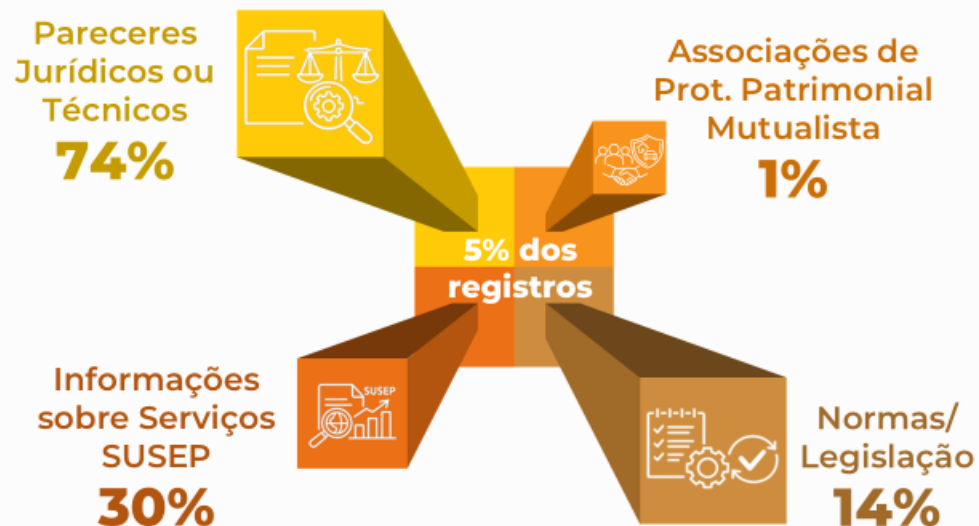 Pareceres
Jurídicos ou
Técnicos
74%
Associações de
Prot. Patrimonial
Mutualista
1%
5% dos
registros
Informações
sobre Serviços
SUSEP
30%
SUSEP
Normas/
Legislação
14%